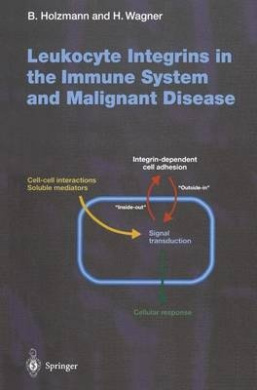 B. Holzmann and H. Wagner
Leukocyte Integrins in
the Immune System
and Malignant Disease
Integrin-dependent
cell adhesion
Cell-cell interactions
Soluble mediators
"Outside-in"
"Inside-out"
Signal
transduction
Cellular response
Springer